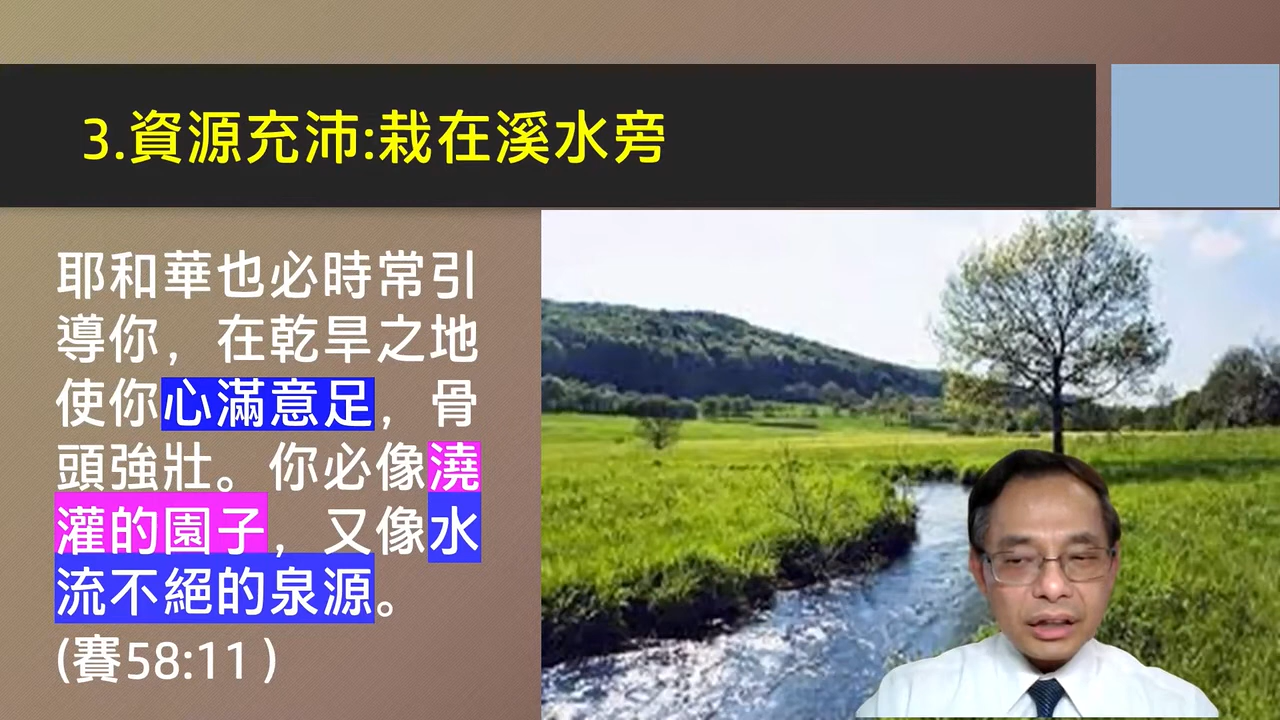 3.資源充沛:栽在溪水旁
耶和華也必時常引
導你，在乾旱之地
使你心滿意足，骨
頭強壯。你必像澆
灌的園子，又像水
流不絕的泉源。
(賽58:11 )